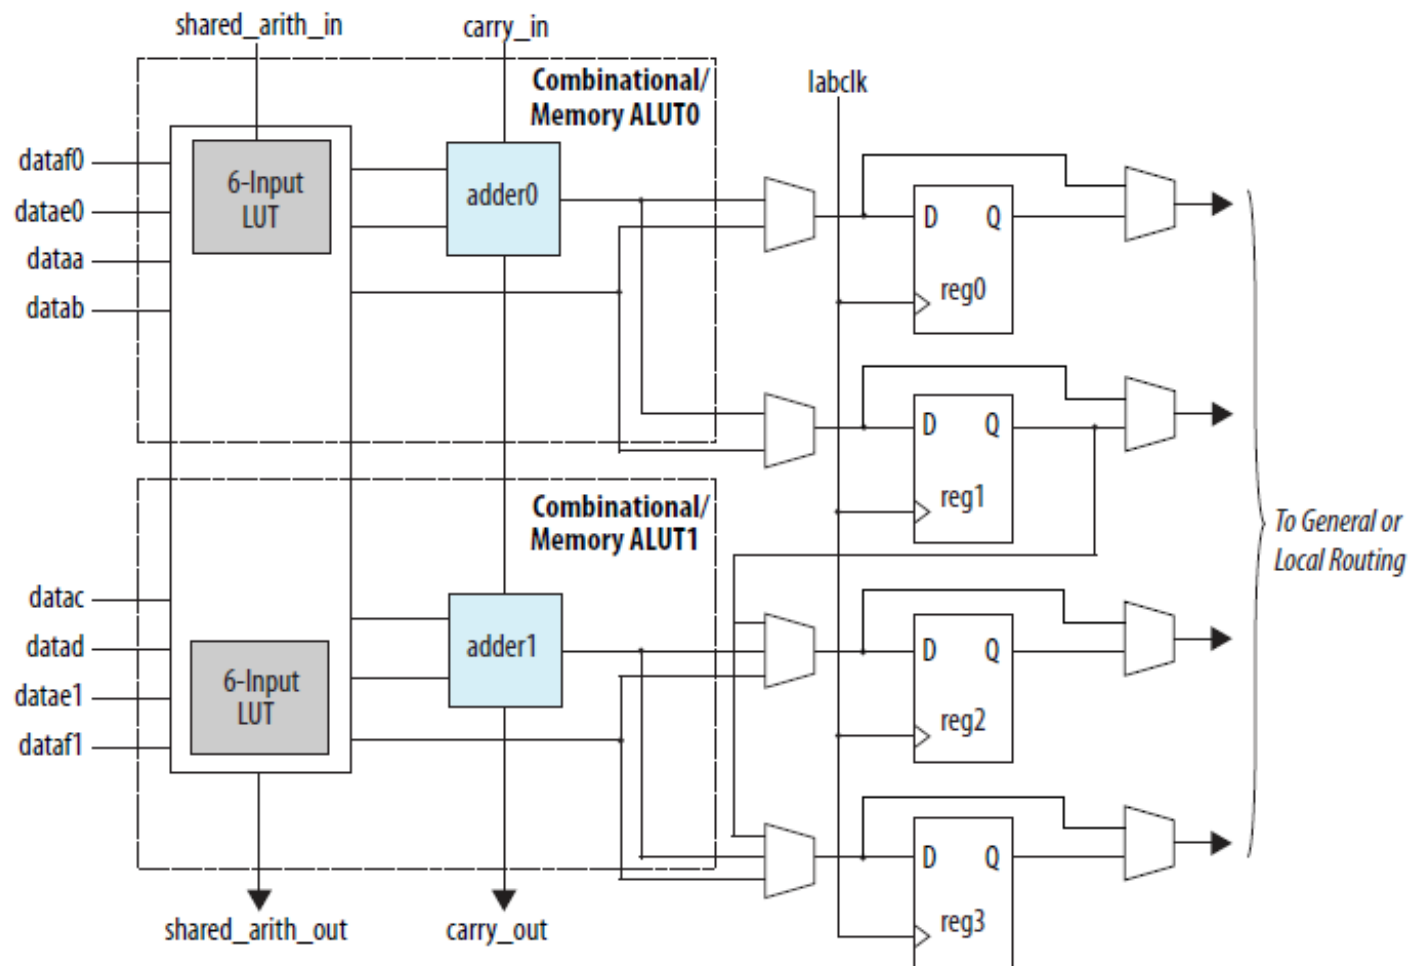 shared_arith_in
carry_in
Combinational/
Memory ALUT0
labclk
dataf0
datae0
dataa
datab
6-Input
LUT
adder0
D Q
reg0
D Q
reg1
Combinational/
Memory ALUT1
To General or
Local Routing
datac
datad
datae1
dataf1
6-Input
LUT
adder1
D Q
reg2
D Q
reg3
shared_arith_out
carry_out